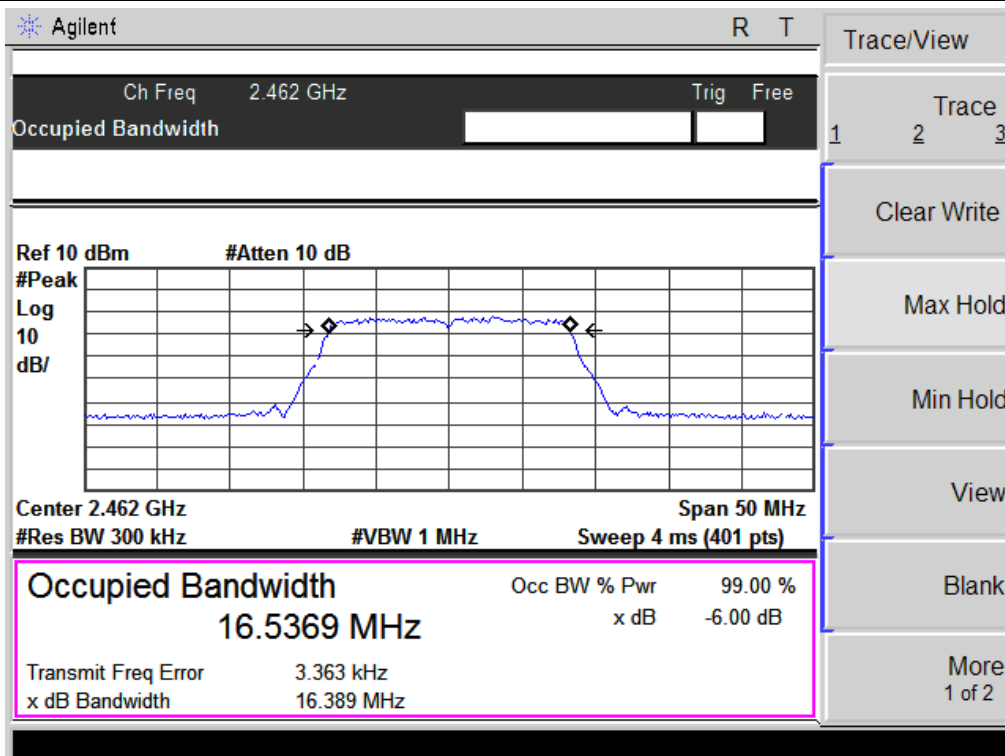 Agilent R T
Trace/View
Ch Freq 2.462 GHz Trig Free
Occupied Bandwidth
Trace
1 2 3
Clear Write
Ref 10 dBm #Atten 10 dB
#Peak
Log
10
dB/
Max Hold
Min Hold
View
Center 2.462 GHz Span 50 MHz
#Res BW 300 kHz #VBW 1 MHz Sweep 4 ms (401 pts)
Occupied Bandwidth Occ BW % Pwr 99.00 %
16.5369 MHz x dB -6.00 dB
Blank
Transmit Freq Error 3.363 kHz
x dB Bandwidth 16.389 MHz
More
1 of 2